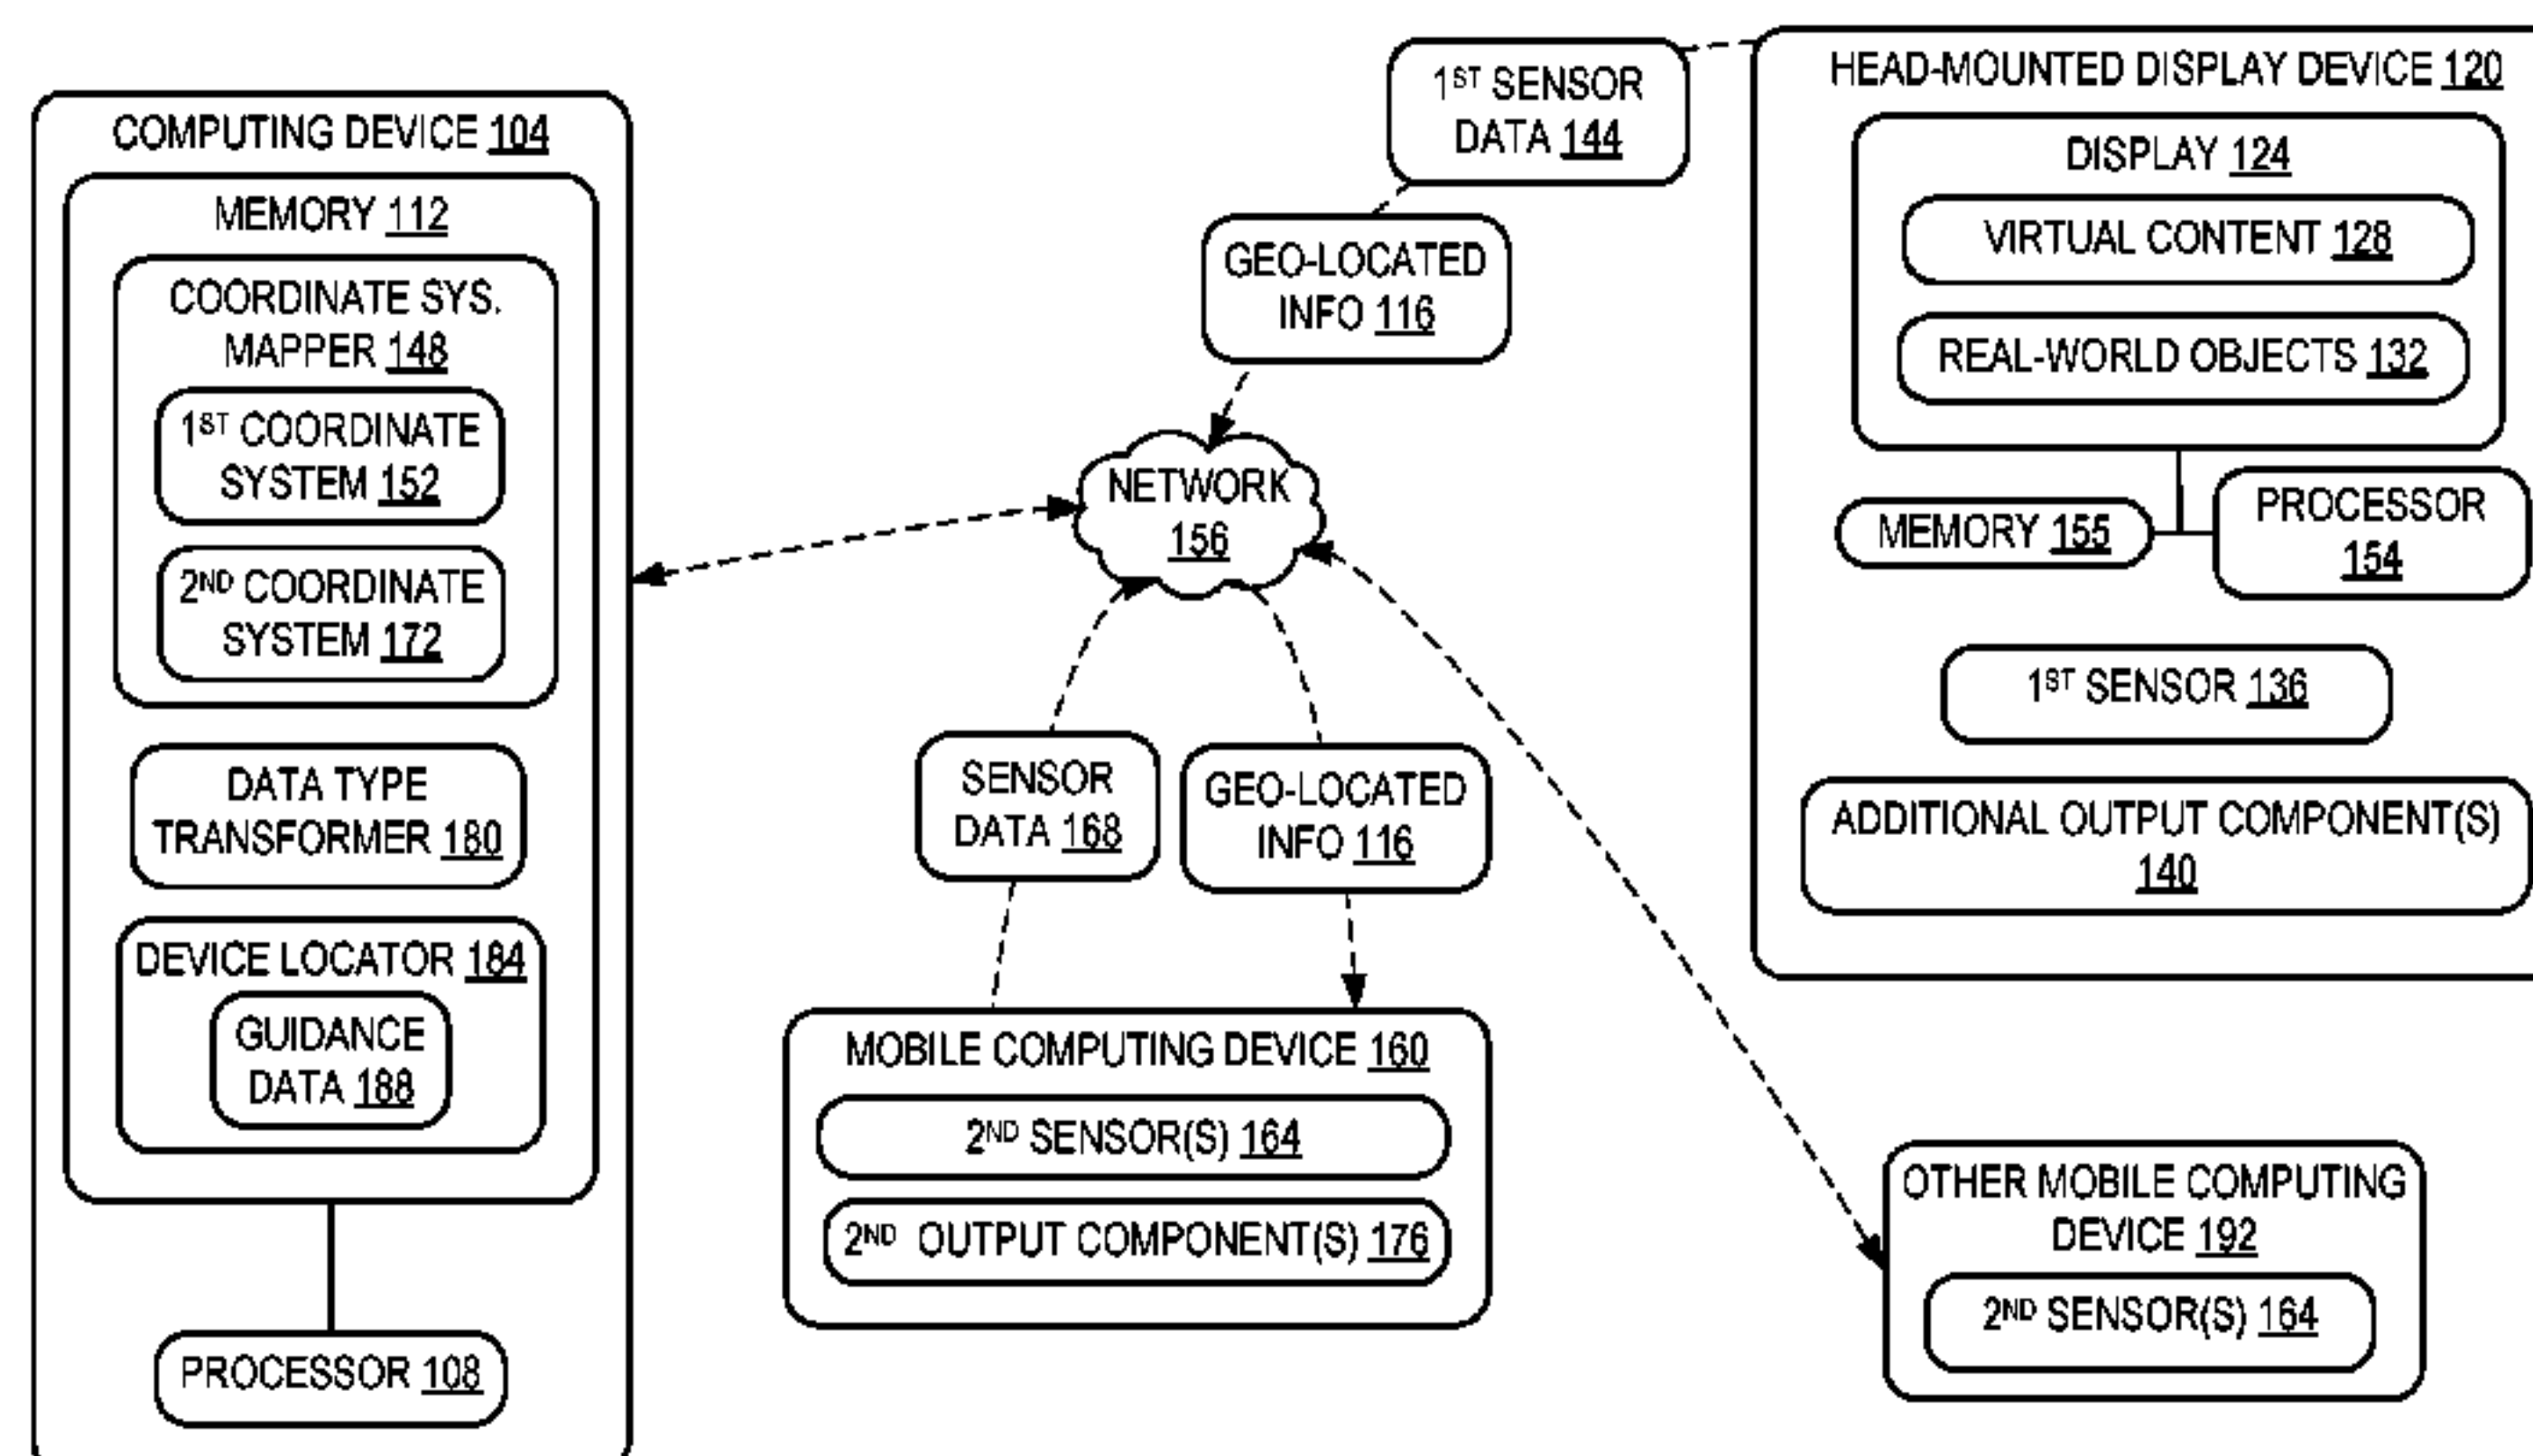 COMPUTING DEVICE 104
MEMORY 112
COORDINATE SYS.
MAPPER 148
1ST COORDINATE
SYSTEM 152
2ND COORDINATE
SYSTEM 172
DATA TYPE
TRANSFORMER 180
DEVICE LOCATOR 184
GUIDANCE
DATA 188
PROCESSOR 108
1ST SENSOR
DATA 144
GEO-LOCATED
INFO 116
NETWORK
156
SENSOR
DATA 168
GEO-LOCATED
INFO 116
MOBILE COMPUTING DEVICE 160
2ND SENSOR(S) 164
2ND OUTPUT COMPONENT(S) 176
HEAD-MOUNTED DISPLAY DEVICE 120
DISPLAY 124
VIRTUAL CONTENT 128
REAL-WORLD OBJECTS 132
MEMORY 155
PROCESSOR
154
1ST SENSOR 136
ADDITIONAL OUTPUT COMPONENT(S)
140
OTHER MOBILE COMPUTING
DEVICE 192
2ND SENSOR(S) 164